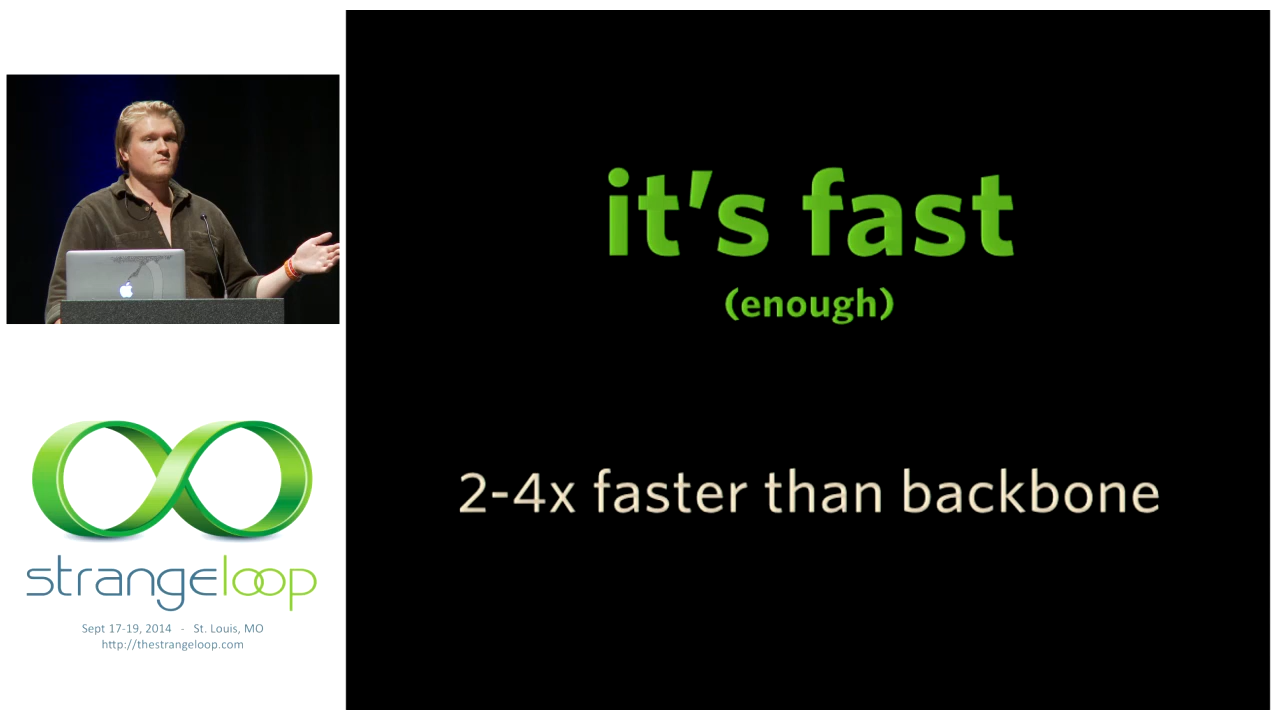 it's fast
(enough)
2-4x faster than backbone
strangeloop
Sept 17-19, 2014 - St. Louis, MO
http://thestrangeloop.com